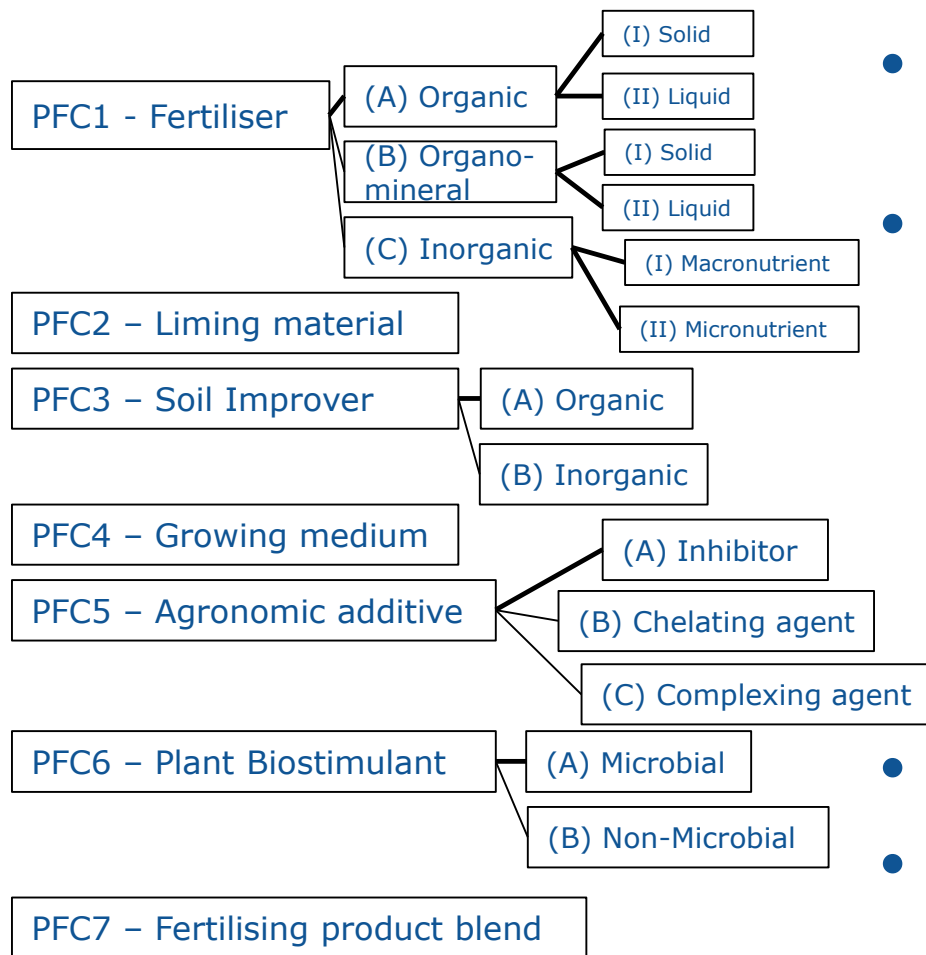 PFC1 - Fertiliser
(A) Organic
(I) Solid
(II) Liquid
(B) Organo-
mineral
(I) Solid
(II) Liquid
(C) Inorganic
(I) Macronutrient
(II) Micronutrient
PFC2 – Liming material
PFC3 – Soil Improver
(A) Organic
(B) Inorganic
PFC4 – Growing medium
PFC5 – Agronomic additive
(A) Inhibitor
(B) Chelating agent
(C) Complexing agent
PFC6 – Plant Biostimulant
(A) Microbial
(B) Non-Microbial
PFC7 – Fertilising product blend